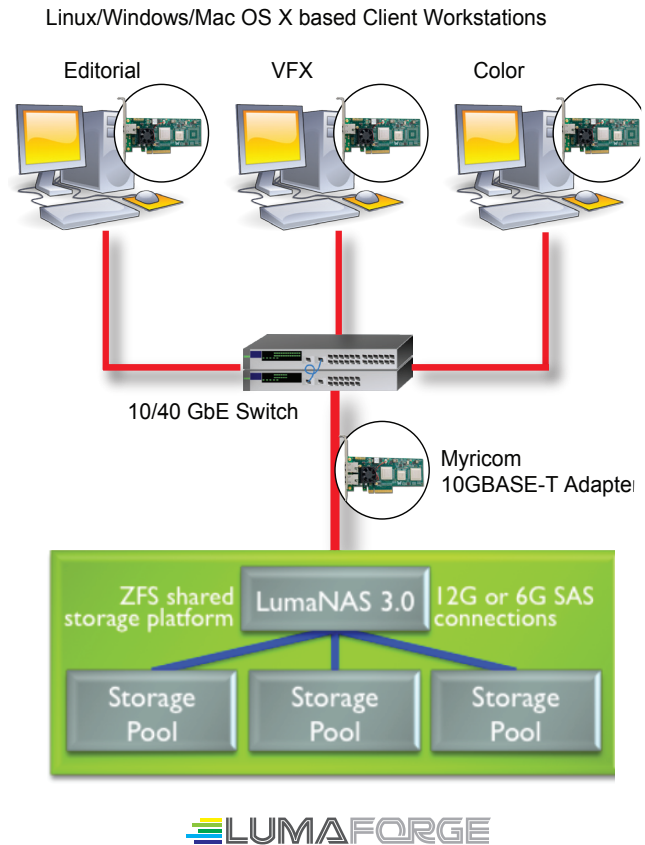 Linux/Windows/Mac OS X based Client Workstations
Editorial
VFX
Color
10/40 GbE Switch
Myricom
10GBASE-T Adapte
ZFS shared
storage platform
LumaNAS 3.0
12G or 6G SAS
connections
Storage
Pool
Storage
Pool
Storage
Pool
LUMAFORGE